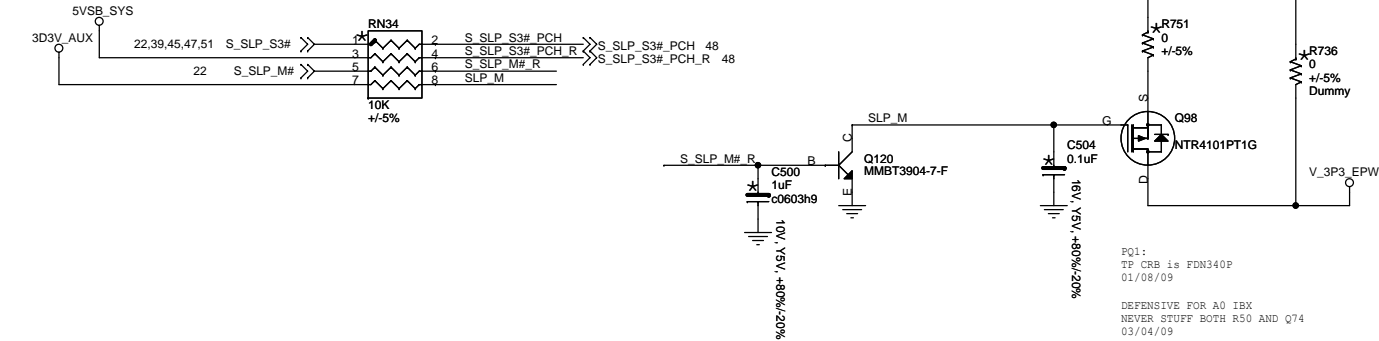 5VSB_SYS
3D3V_AUX
22,39,45,47,51 S_SLP_S3#
22 S_SLP_M#
RN34
*
1 2
3 4
5 6
7 8
10K
+/-5%
S_SLP_S3#_PCH
S_SLP_S3#_PCH_R
S_SLP_M#_R
SLP_M
S_SLP_S3#_PCH 48
S_SLP_S3#_PCH_R 48
S_SLP_M#_R
B
C
E
Q120
MMBT3904-7-F
*
C500
1uF
c0603h9
10V, Y5V, +80%/-20%
SLP_M
*
C504
0.1uF
16V, Y5V, +80%/-20%
*
R751
0
+/-5%
S
G
D
Q98
NTR4101PT1G
*
R736
0
+/-5%
Dummy
V_3P3_EPW
PQ1:
TP CRB is FDN340P
01/08/09
DEFENSIVE FOR A0 IBX
NEVER STUFF BOTH R50 AND Q74
03/04/09